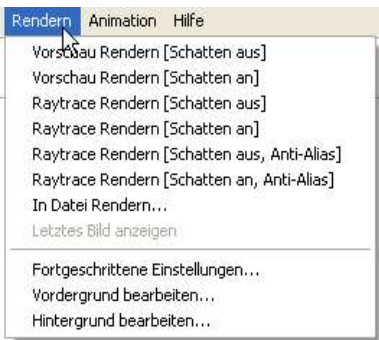 Rendern Animation Hilfe
Vorschau Rendern [Schatten aus]
Vorschau Rendern [Schatten an]
Raytrace Rendern [Schatten aus]
Raytrace Rendern [Schatten an]
Raytrace Rendern [Schatten aus, Anti-Alias]
Raytrace Rendern [Schatten an, Anti-Alias]
In Datei Rendern...
Letztes Bild anzeigen
Fortgeschrittene Einstellungen...
Vordergrund bearbeiten...
Hintergrund bearbeiten...